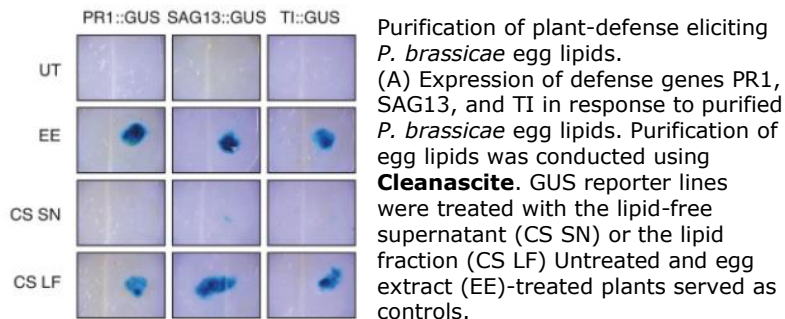 PR1::GUS SAG13::GUS TI::GUS
UT
EE
CS SN
CS LF
Purification of plant-defense eliciting
P. brassicae egg lipids.
(A) Expression of defense genes PR1,
SAG13, and TI in response to purified
P. brassicae egg lipids. Purification of
egg lipids was conducted using
Cleanascite. GUS reporter lines
were treated with the lipid-free
supernatant (CS SN) or the lipid
fraction (CS LF) Untreated and egg
extract (EE)-treated plants served as
controls.